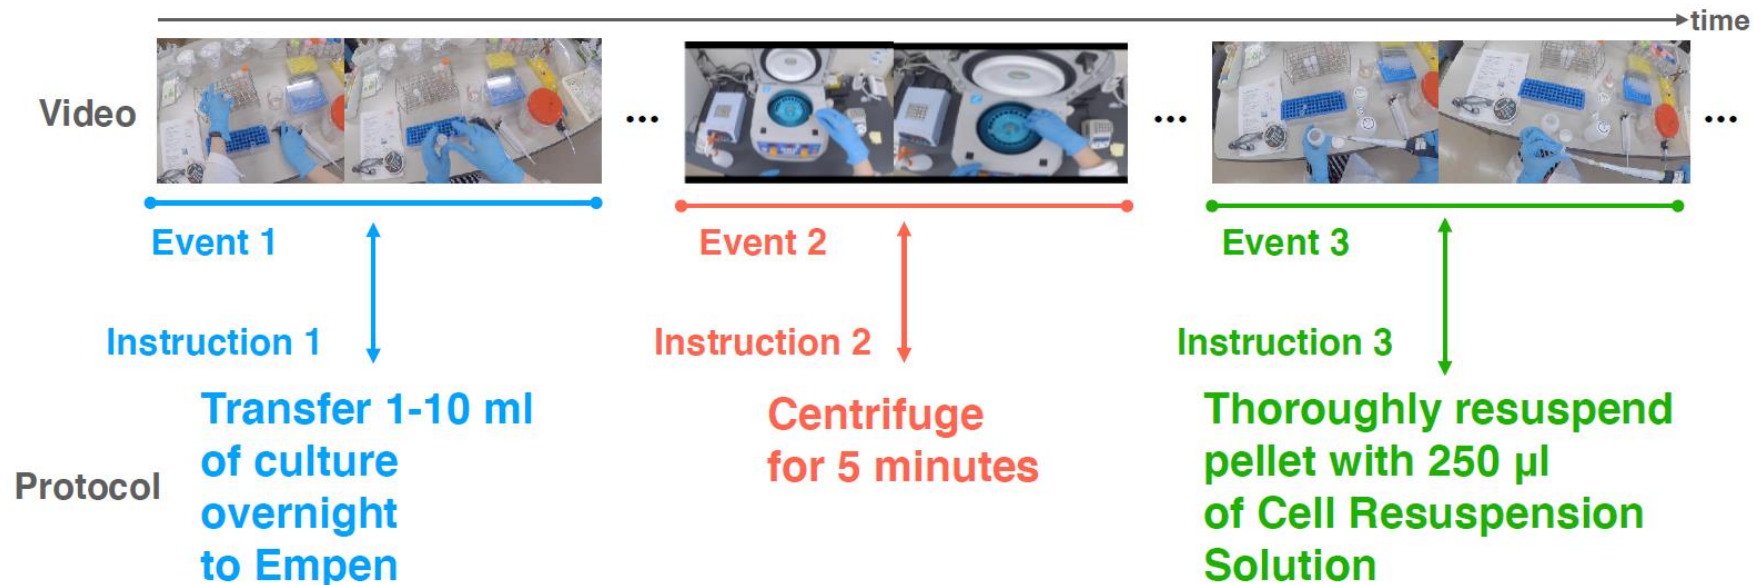 time
Video
...
...
...
Event 1
Event 2
Event 3
Instruction 1
Instruction 2
Instruction 3
Protocol
Transfer 1-10 ml
of culture
overnight
to Empen
Centrifuge
for 5 minutes
Thoroughly resuspend
pellet with 250 µl
of Cell Resuspension
Solution